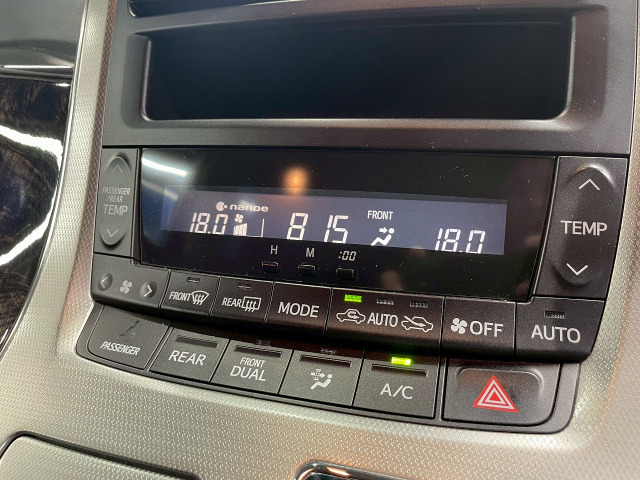 nanoe
18.0 8:15 FRONT 18.0
PASSENGER
/REAR
TEMP
TEMP
H M :00
FRONT REAR MODE AUTO OFF AUTO
PASSENGER REAR FRONT DUAL A/C